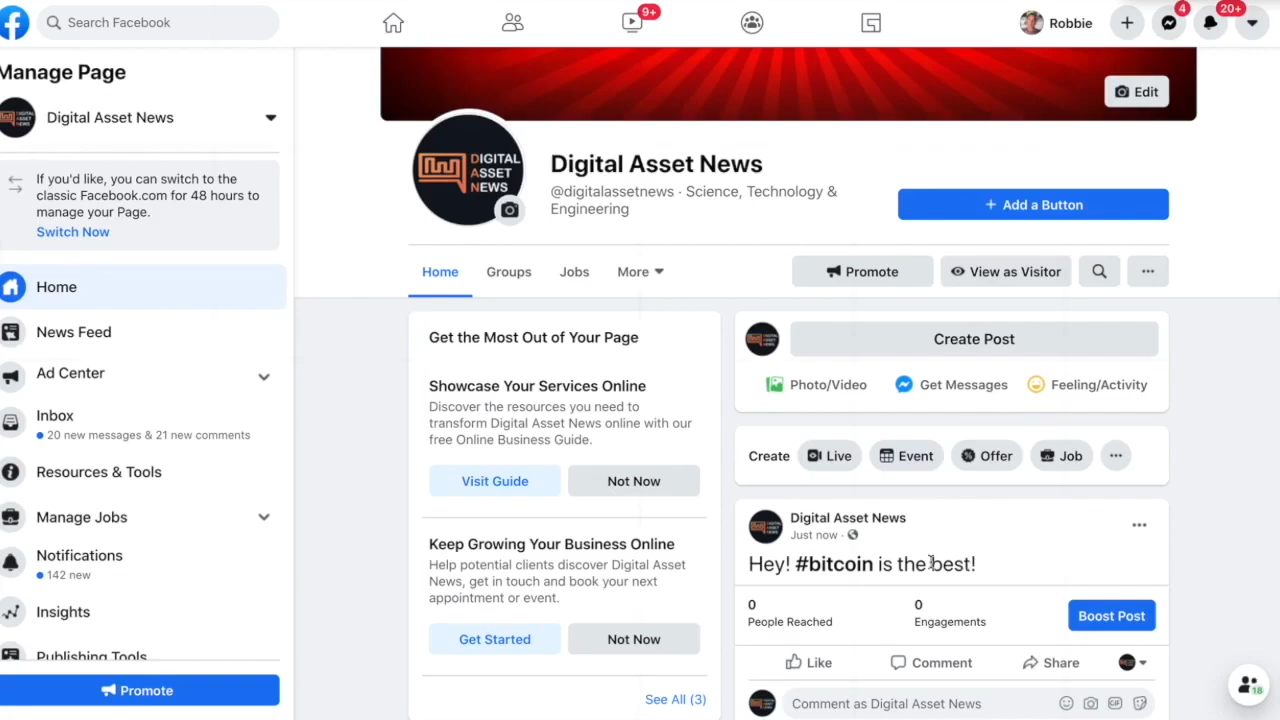 Search Facebook
9+
Robbie
4
20+
Manage Page
Digital Asset News
If you'd like, you can switch to the
classic Facebook.com for 48 hours to
manage your Page.
Switch Now
Home
News Feed
Ad Center
Inbox
20 new messages & 21 new comments
Resources & Tools
Manage Jobs
Notifications
142 new
Insights
Publishing Tools
Promote
Edit
DIGITAL
ASSET
NEWS
Digital Asset News
@digitalassetnews · Science, Technology &
Engineering
+ Add a Button
Home Groups Jobs More
Promote View as Visitor ...
Get the Most Out of Your Page
Showcase Your Services Online
Discover the resources you need to
transform Digital Asset News online with our
free Online Business Guide.
Visit Guide Not Now
Keep Growing Your Business Online
Help potential clients discover Digital Asset
News, get in touch and book your next
appointment or event.
Get Started Not Now
See All (3)
Create Post
Photo/Video Get Messages Feeling/Activity
Create Live Event Offer Job ...
Digital Asset News
Just now ·
Hey! #bitcoin is the best!
0 0
People Reached Engagements
Boost Post
Like Comment Share
Comment as Digital Asset News
GIF
18